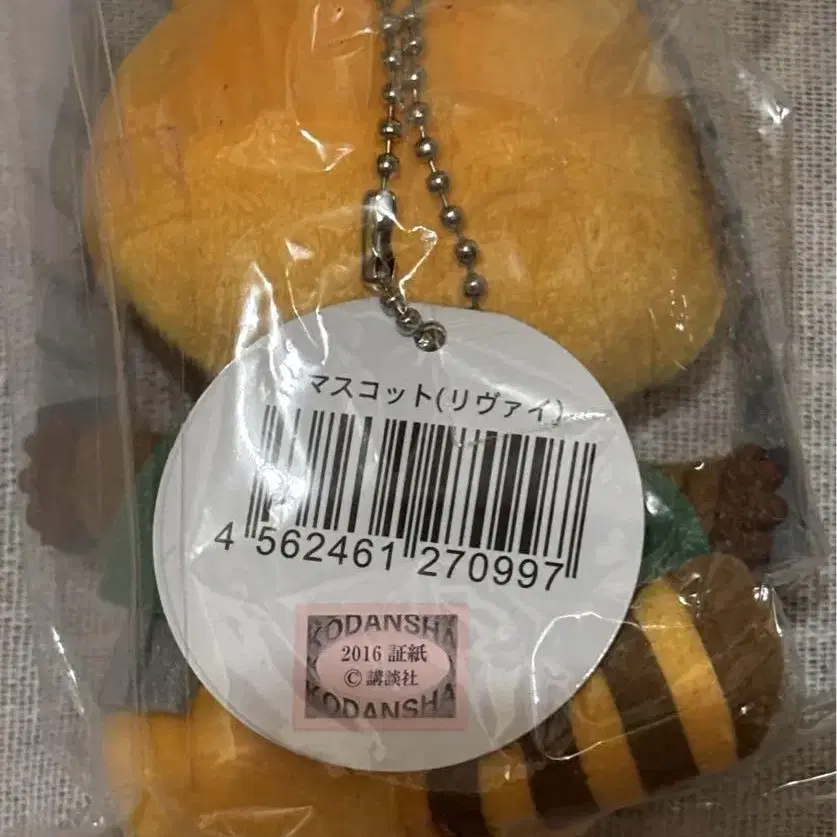 マスコット(リヴァイ)
4 562461 270997
KODANSHA
2016 証紙
©講談社
KODANSHA